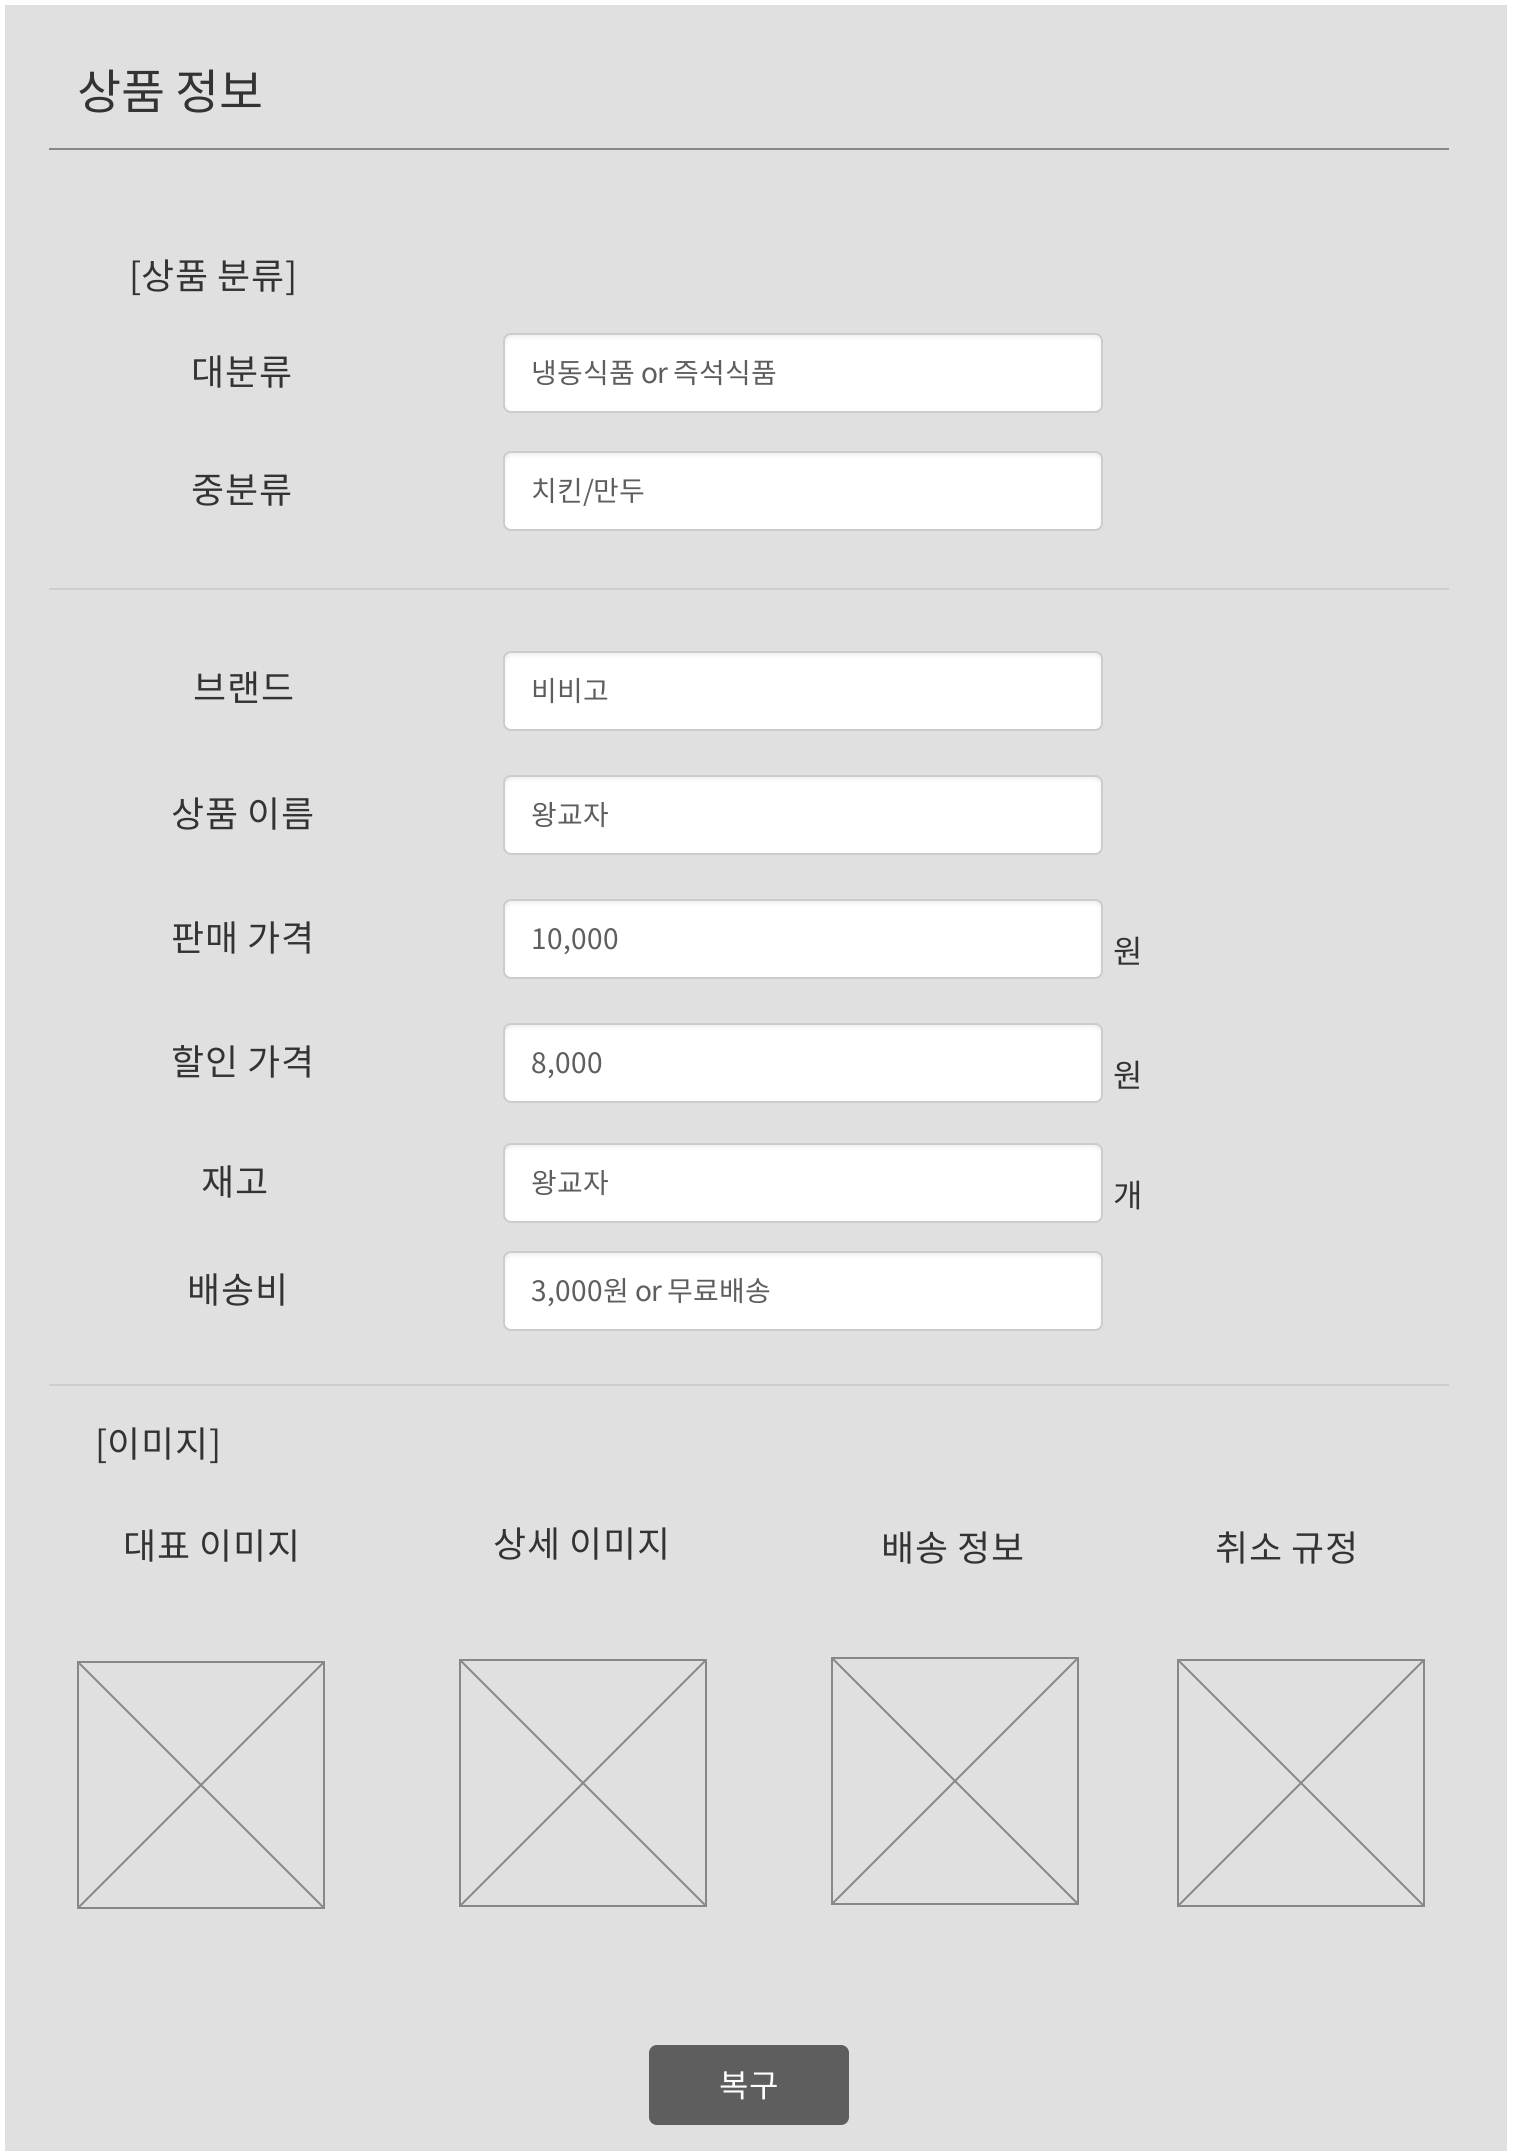 상품 정보
[상품 분류]
대분류 냉동식품 or 즉석식품
중분류 치킨/만두
브랜드 비비고
상품 이름 왕교자
판매 가격 10,000 원
할인 가격 8,000 원
재고 왕교자 개
배송비 3,000원 or 무료배송
[이미지]
대표 이미지 상세 이미지 배송 정보 취소 규정
복구